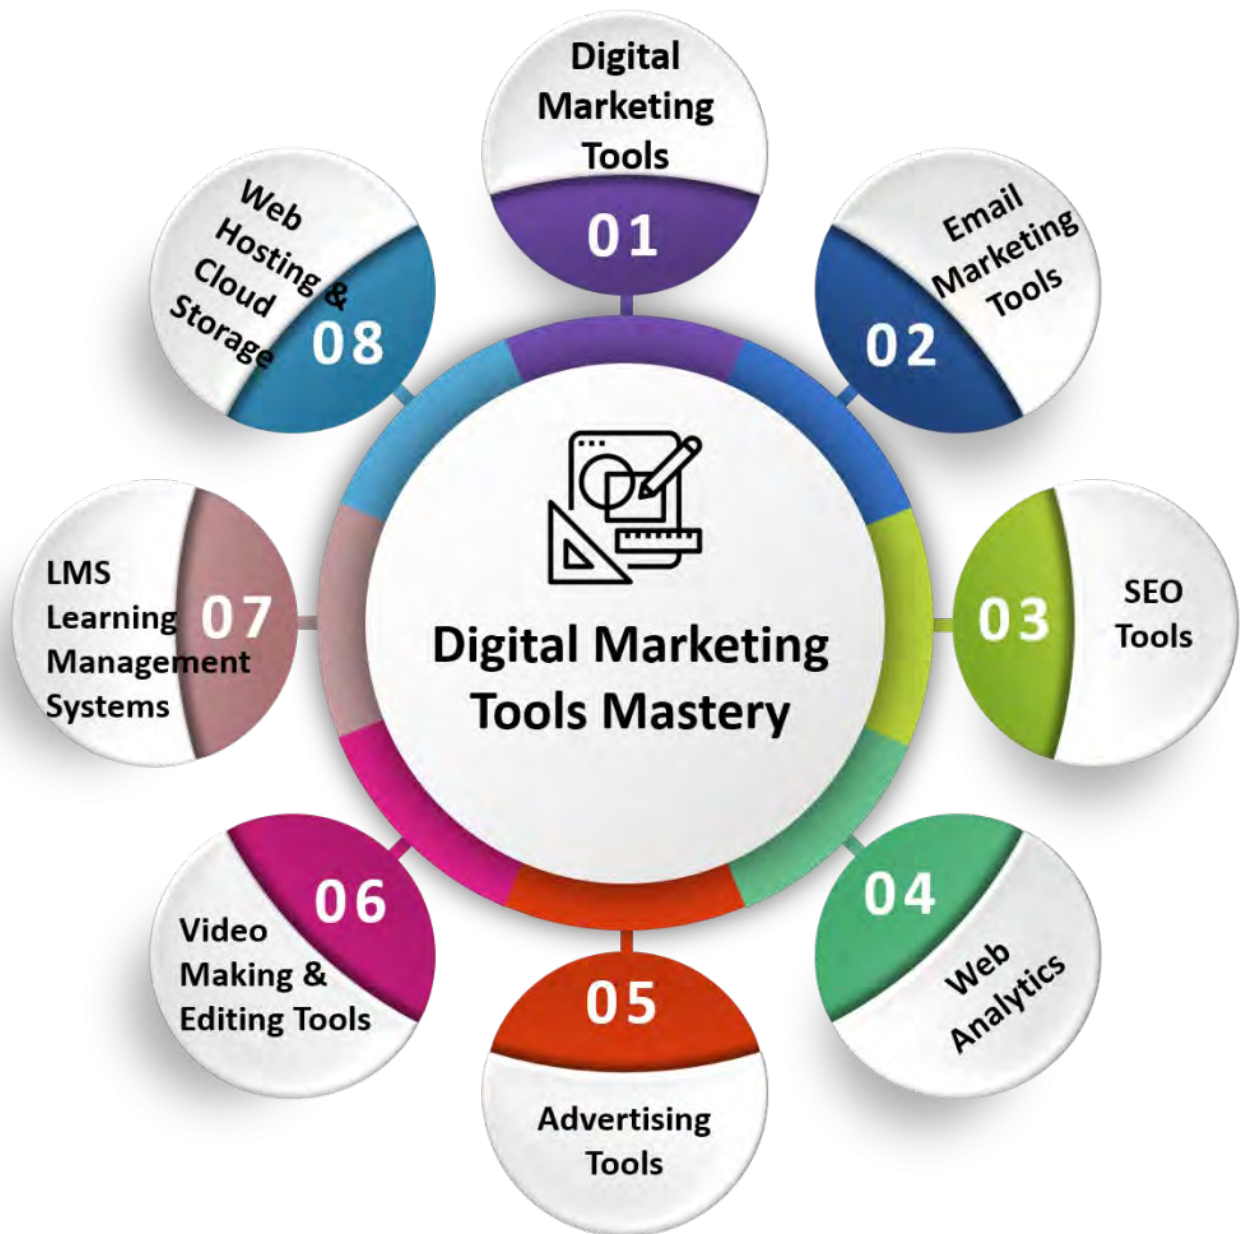 Digital
Marketing
Tools
01
Email
Marketing
Tools
02
03
SEO
Tools
04
Web
Analytics
05
Advertising
Tools
06
Video
Making &
Editing Tools
LMS
Learning
Management
Systems
07
Web
Hosting &
Cloud
Storage
08
Digital Marketing
Tools Mastery